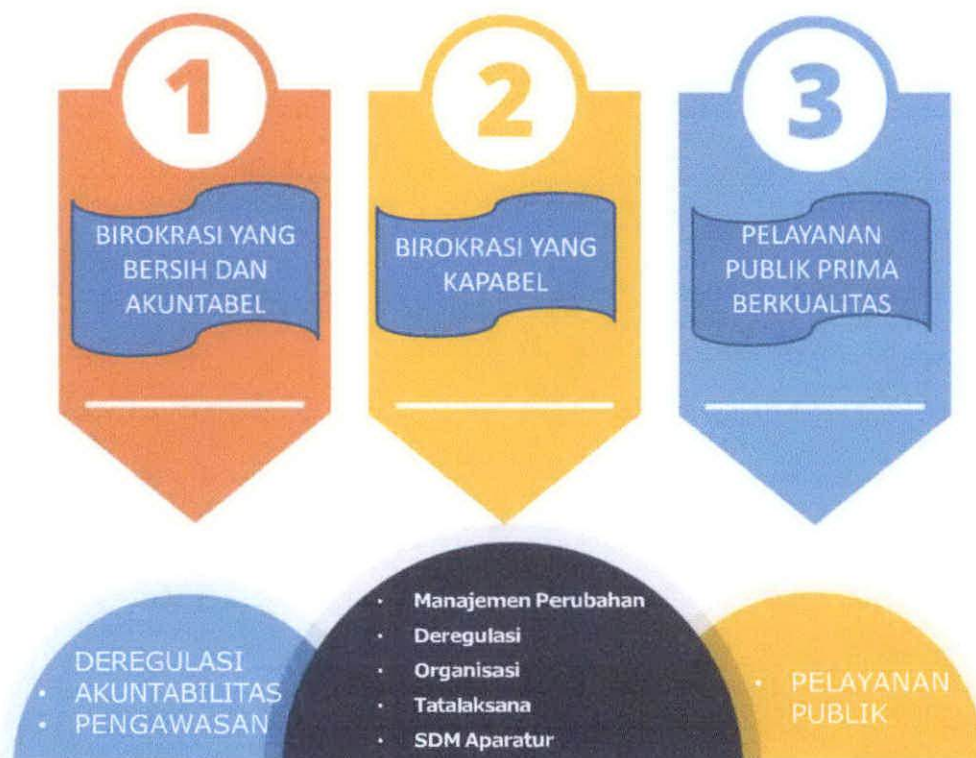 1
BIROKRASI YANG
BERSIH DAN
AKUNTABEL
2
BIROKRASI YANG
KAPABEL
3
PELAYANAN
PUBLIK PRIMA
BERKUALITAS
DEREGULASI
• AKUNTABILITAS
• PENGAWASAN
• Manajemen Perubahan
• Deregulasi
• Organisasi
• Tatalaksana
• SDM Aparatur
• PELAYANAN
PUBLIK